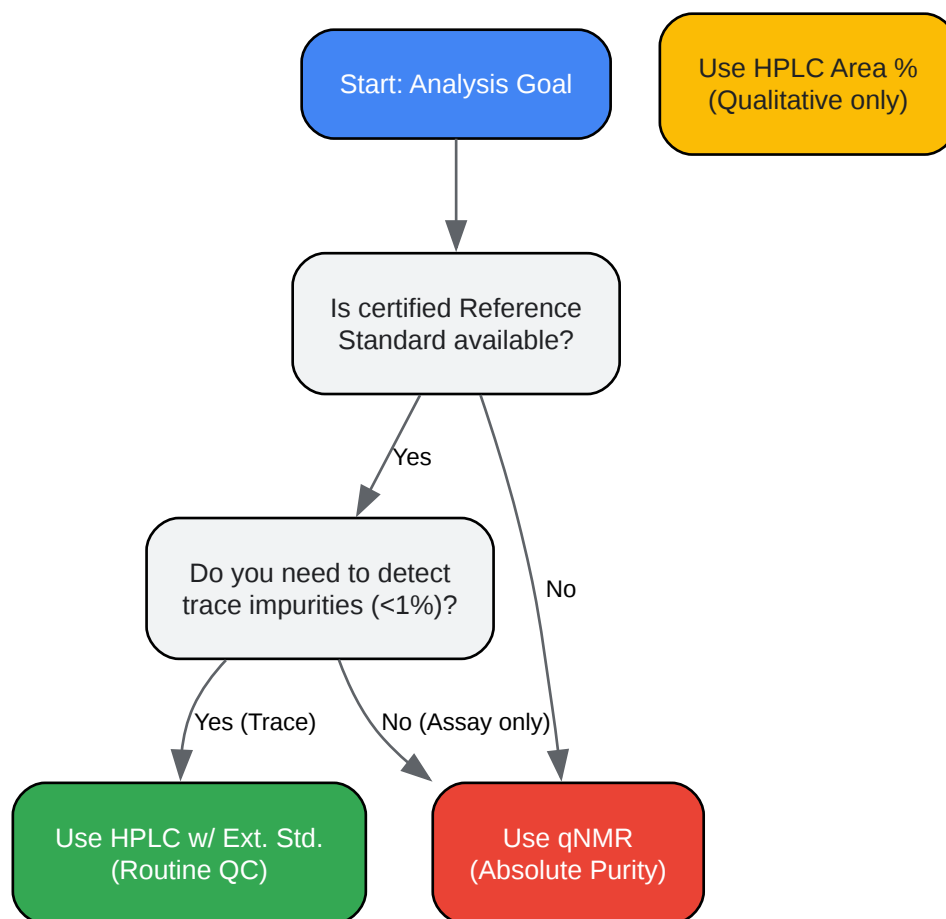 Start: Analysis Goal
Use HPLC Area %
(Qualitative only)
Is certified Reference
Standard available?
Yes
Do you need to detect
trace impurities (<1%)?
No
Yes (Trace)
No (Assay only)
Use HPLC w/ Ext. Std.
(Routine QC)
Use qNMR
(Absolute Purity)